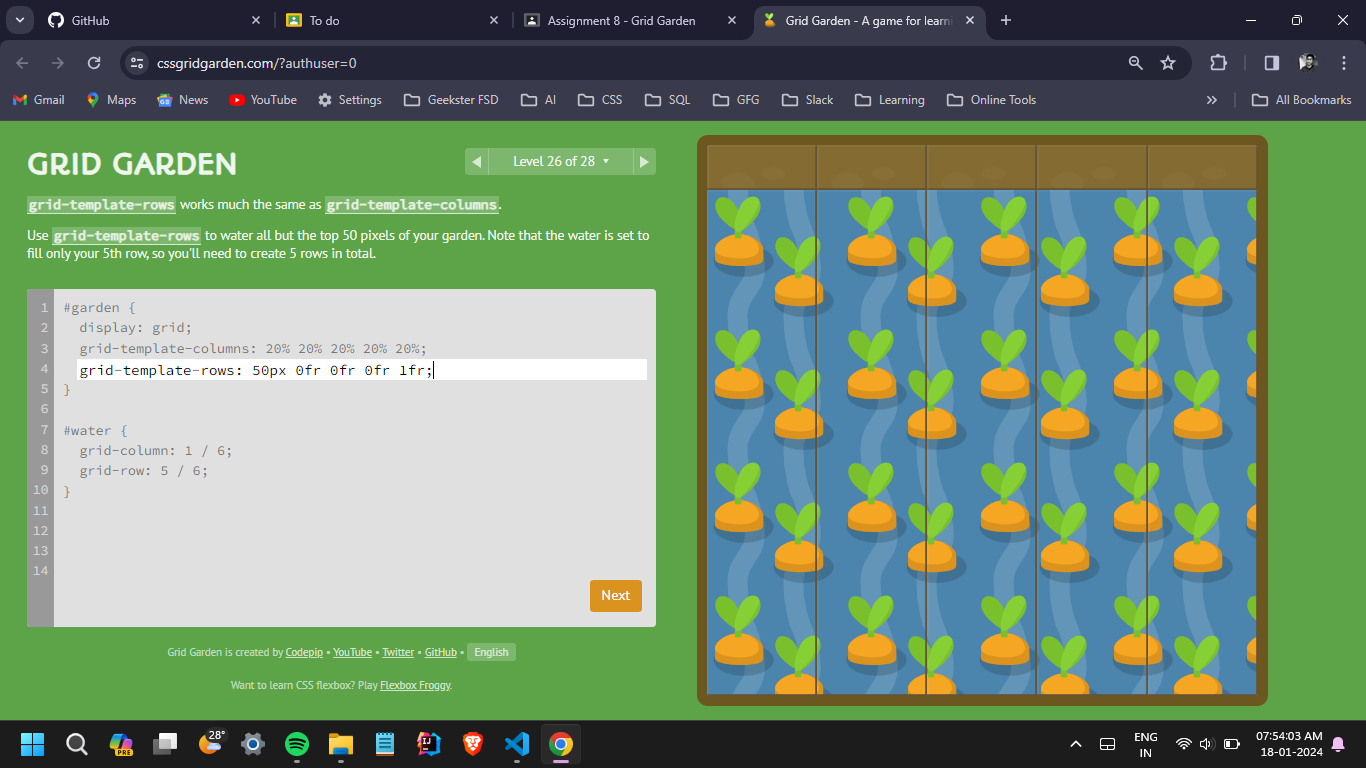 GitHub
To do
Assignment 8 - Grid Garden
Grid Garden - A game for learni
cssgridgarden.com/?authuser=0
Gmail Maps News YouTube Settings Geekster FSD AI CSS SQL GFG Slack Learning Online Tools » All Bookmarks
GRID GARDEN
Level 26 of 28
grid-template-rows works much the same as grid-template-columns.
Use grid-template-rows to water all but the top 50 pixels of your garden. Note that the water is set to
fill only your 5th row, so you'll need to create 5 rows in total.
1 #garden {
2 display: grid;
3 grid-template-columns: 20% 20% 20% 20% 20%;
4 grid-template-rows: 50px 0fr 0fr 0fr 1fr;
5 }
6
7 #water {
8 grid-column: 1 / 6;
9 grid-row: 5 / 6;
10 }
11
12
13
14
Next
Grid Garden is created by Codepip • YouTube • Twitter • GitHub • English
Want to learn CSS flexbox? Play Flexbox Froggy.
PRE
28°
ENG
IN
07:54:03 AM
18-01-2024